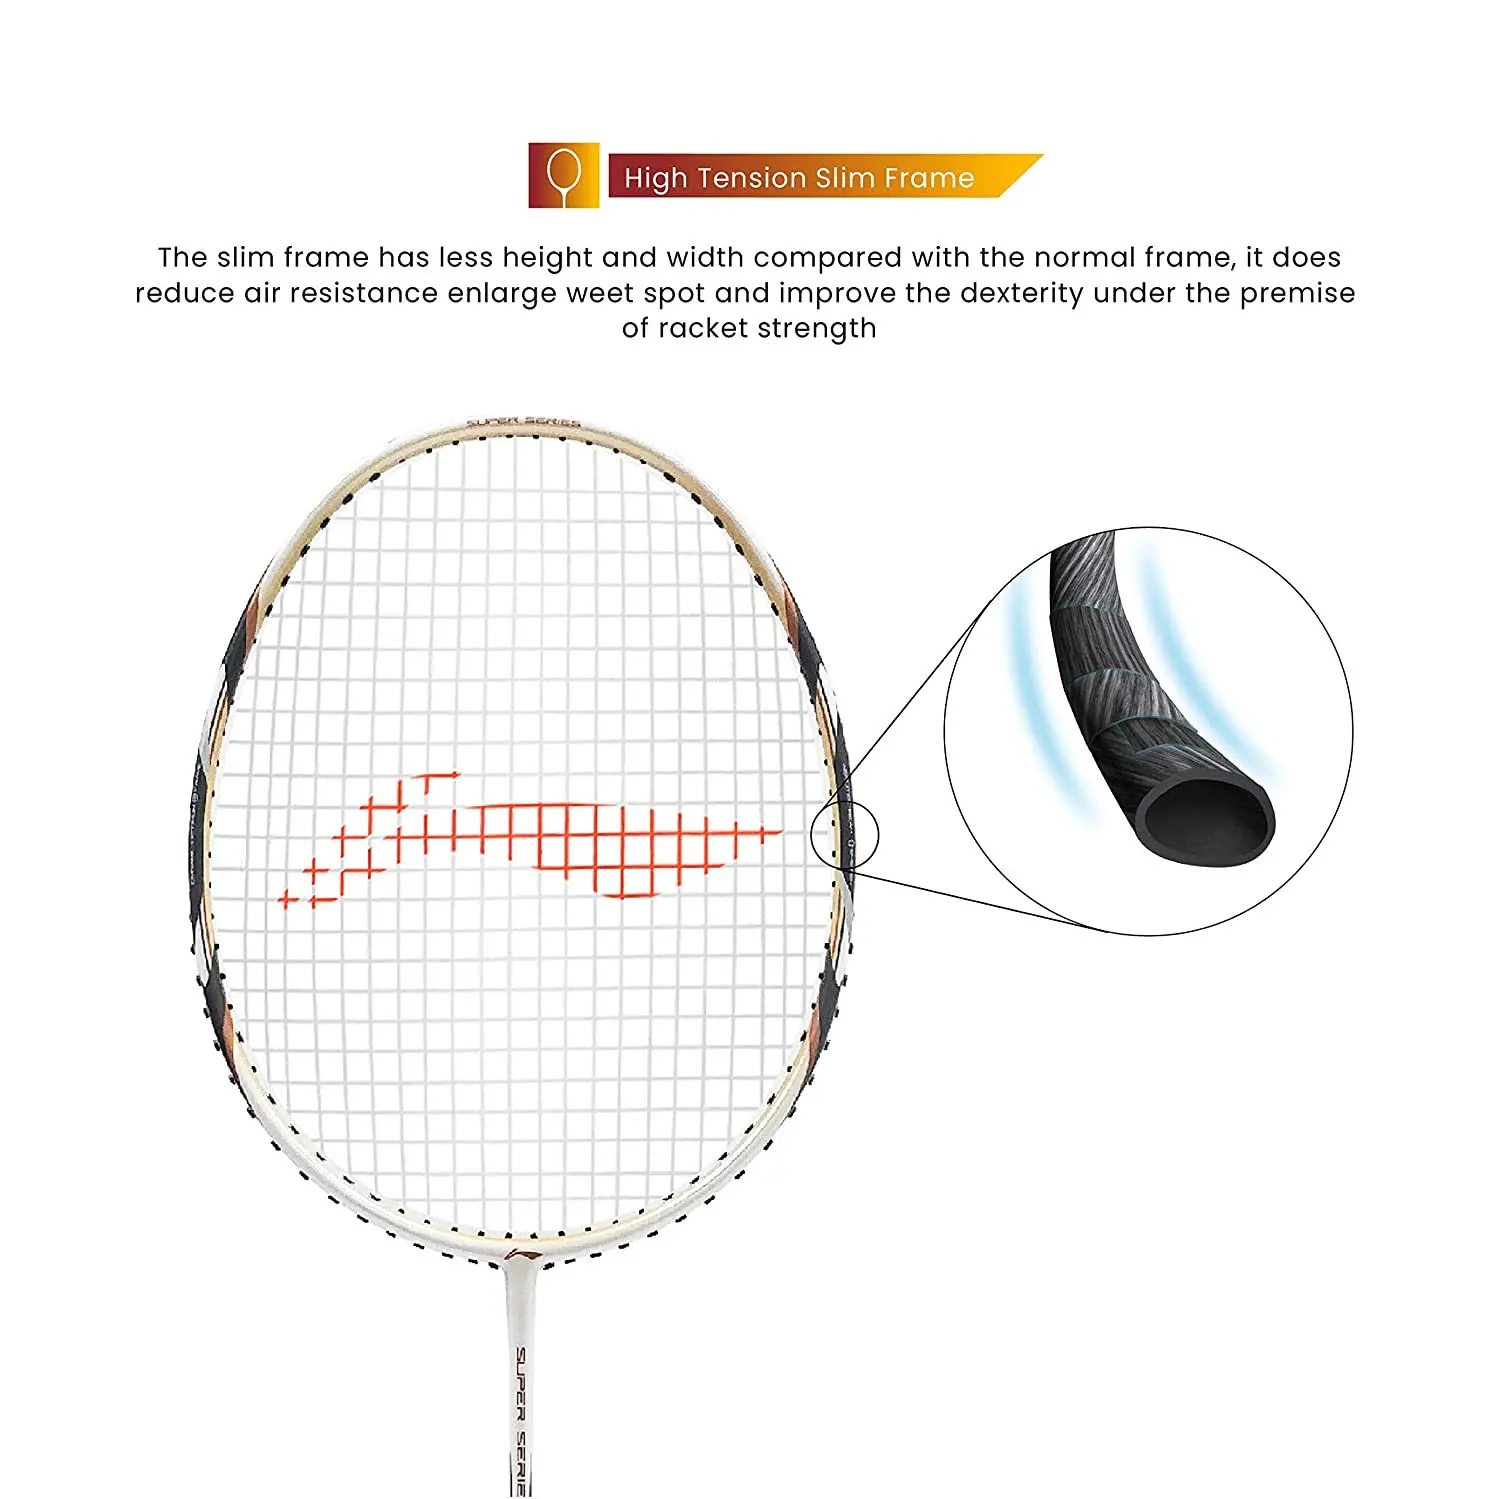 High Tension Slim Frame
The slim frame has less height and width compared with the normal frame, it does
reduce air resistance enlarge weet spot and improve the dexterity under the premise
of racket strength
SUPER SERIES
SUPER SERIE